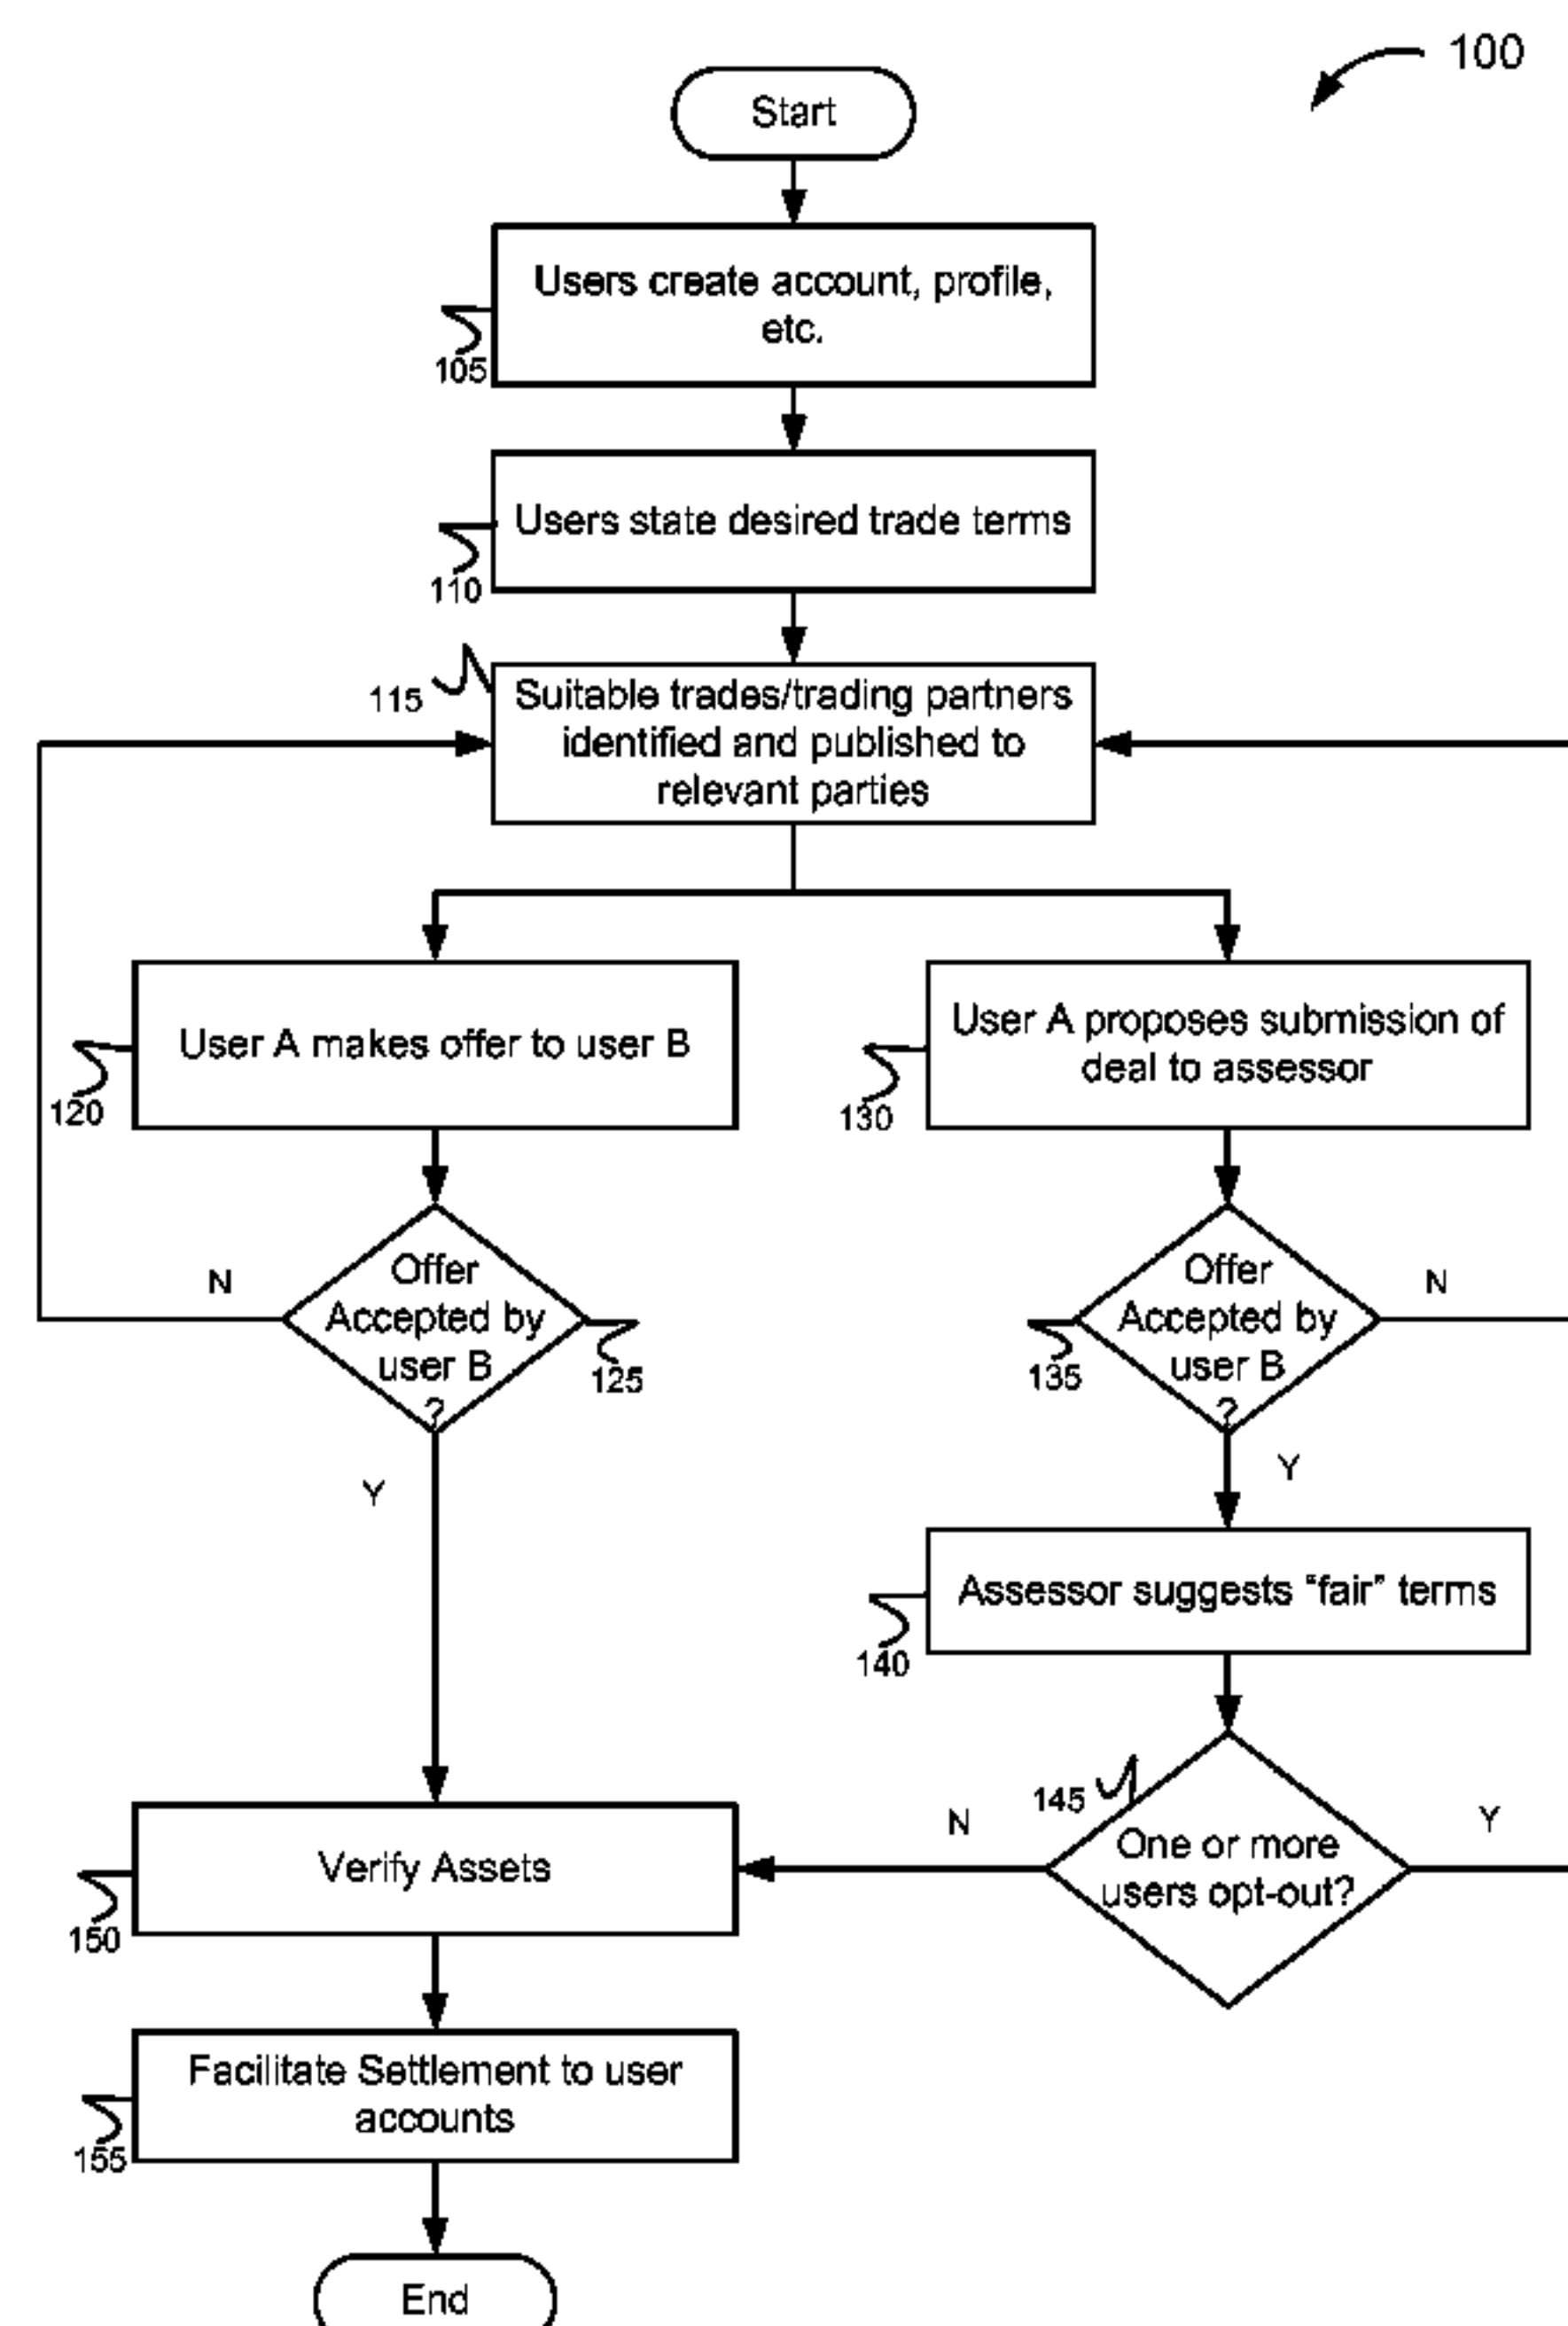 100
Start
Users create account, profile,
etc.
105
Users state desired trade terms
110
115
Suitable trades/trading partners
identified and published to
relevant parties
User A makes offer to user B
120
User A proposes submission of
deal to assessor
130
Offer
Accepted by
user B
?
N
125
Y
Offer
Accepted by
user B
?
N
135
Y
Assessor suggests “fair” terms
140
145
One or more
users opt-out?
N
Y
Verify Assets
150
Facilitate Settlement to user
accounts
155
End